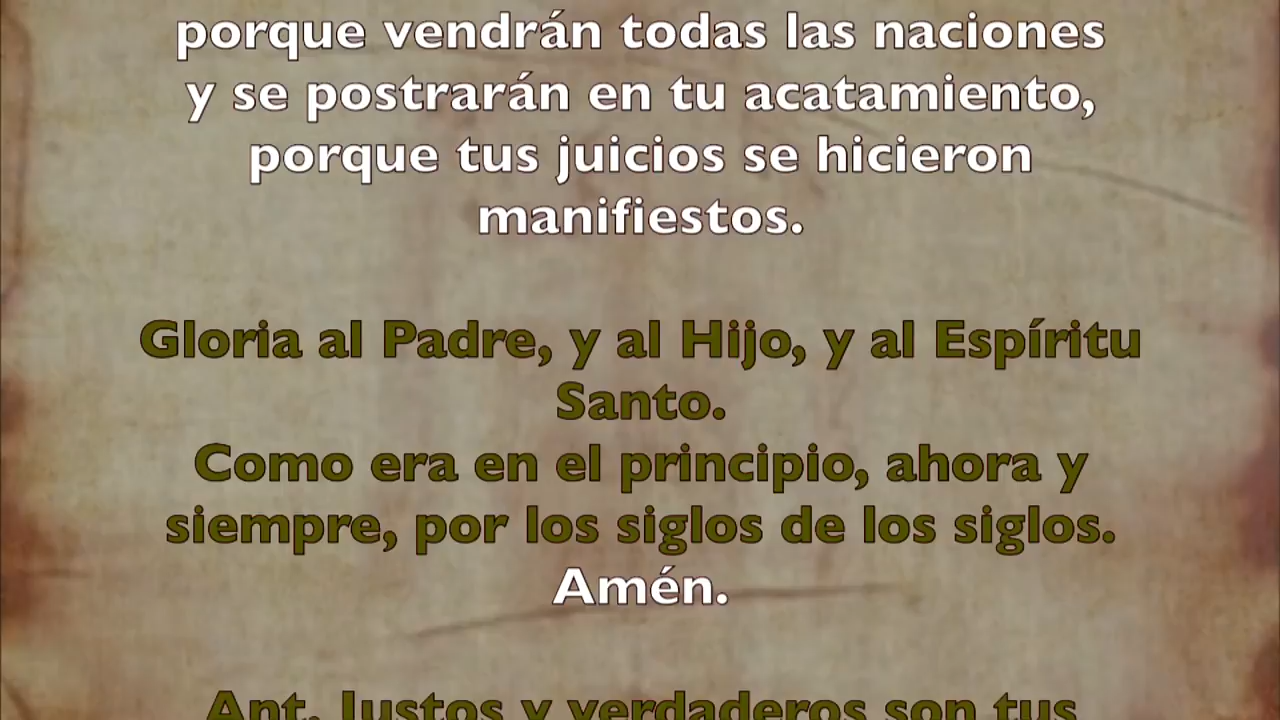 porque vendrán todas las naciones
y se postrarán en tu acatamiento,
porque tus juicios se hicieron
manifiestos.
Gloria al Padre, y al Hijo, y al Espíritu
Santo.
Como era en el principio, ahora y
siempre, por los siglos de los siglos.
Amén.
Ant. Justos y verdaderos son tus